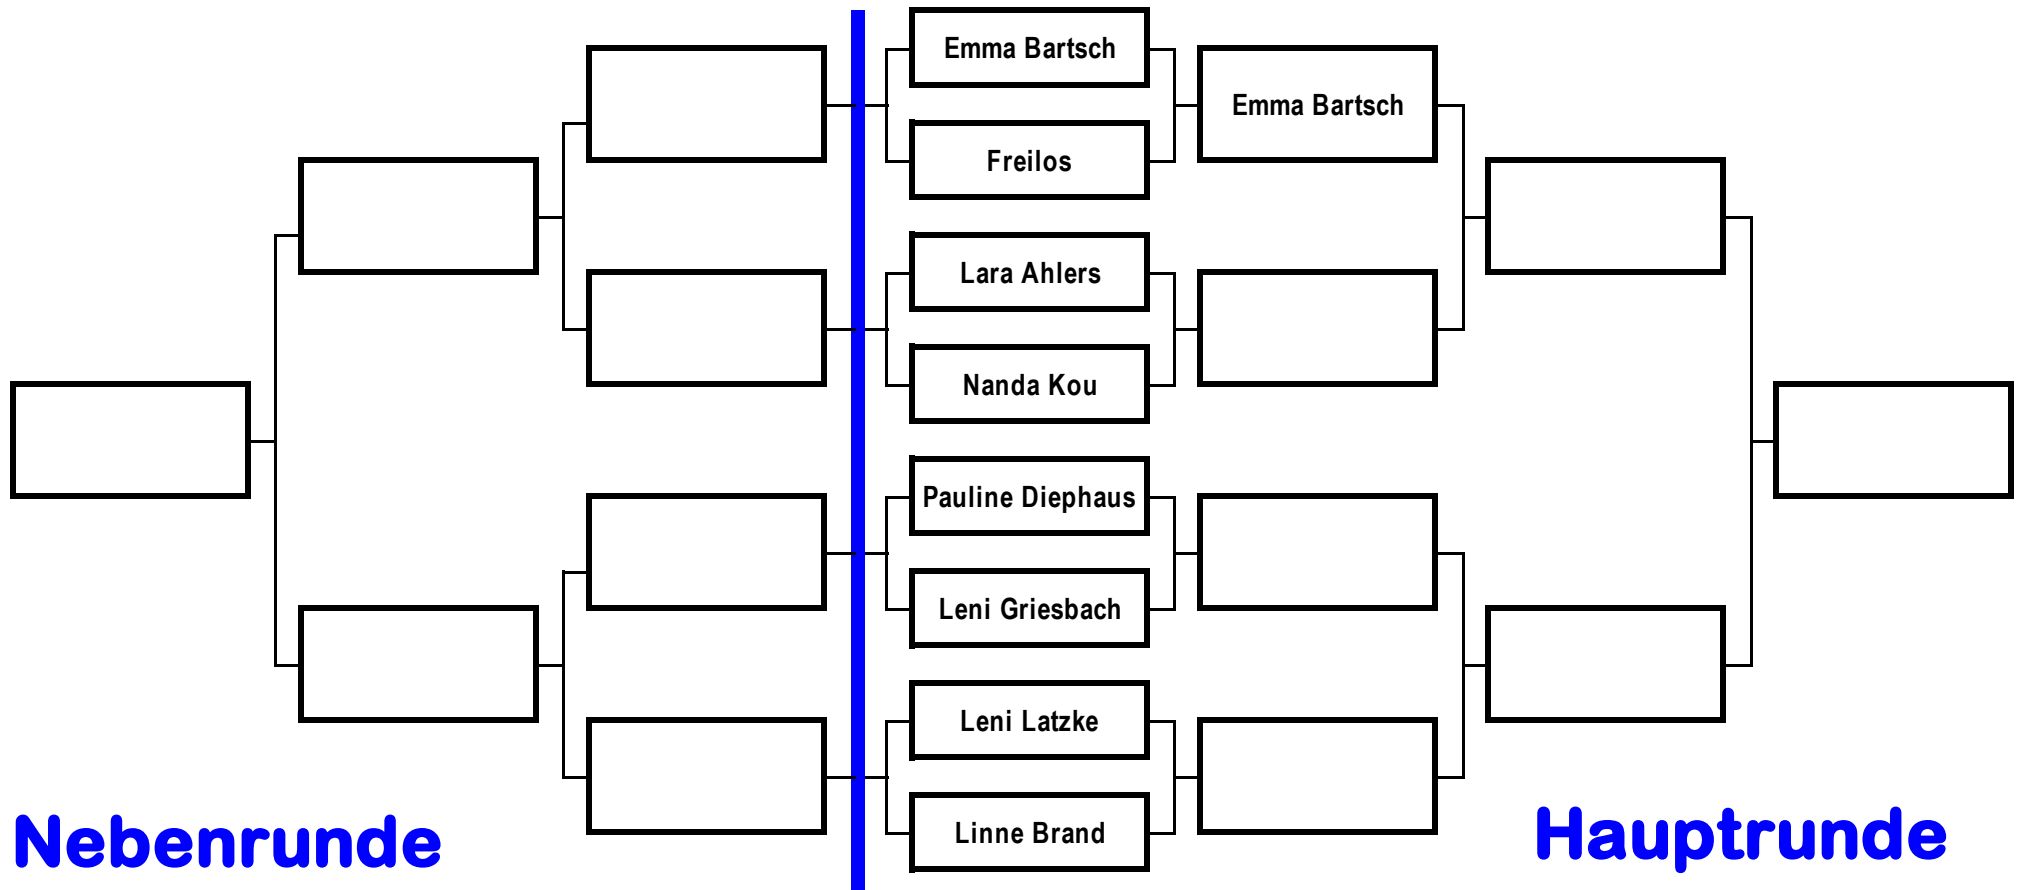 Emma Bartsch
Emma Bartsch
Freilos
Lara Ahlers
Nanda Kou
Pauline Diephaus
Leni Griesbach
Leni Latzke
Linne Brand
Nebenrunde
Hauptrunde